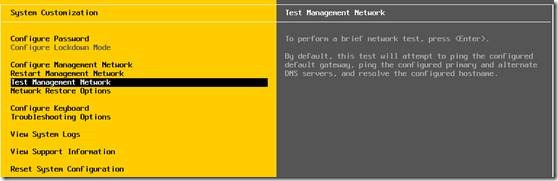 System Customization
Configure Password
Configure Lockdown Mode
Configure Management Network
Restart Management Network
Test Management Network
Network Restore Options
Configure Keyboard
Troubleshooting Options
View System Logs
View Support Information
Reset System Configuration
Test Management Network
To perform a brief network test, press <Enter>.
By default, this test will attempt to ping the configured
default gateway, ping the configured primary and alternate
DNS servers, and resolve the configured hostname.